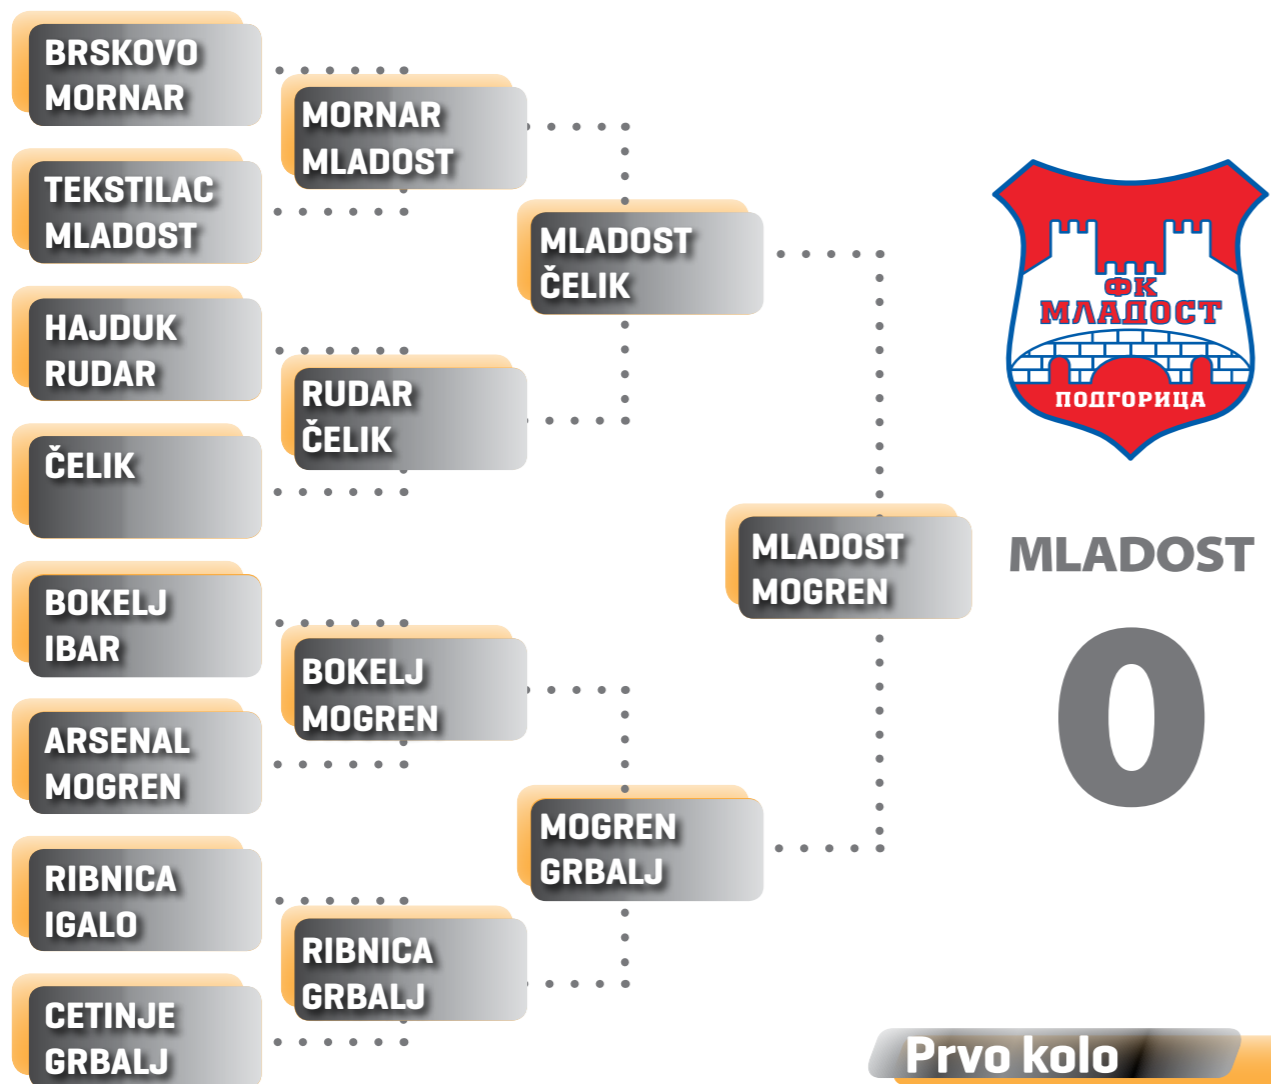 BRSKOVO
MORNAR
TEKSTILAC
MLADOST
HAJDUK
RUDAR
ČELIK
BOKELJ
IBAR
ARSENAL
MOGREN
RIBNICA
IGALO
CETINJE
GRBALJ
MORNAR
MLADOST
RUDAR
ČELIK
BOKELJ
MOGREN
RIBNICA
GRBALJ
MLADOST
ČELIK
MOGREN
GRBALJ
MLADOST
MOGREN
ФК
МЛАДОСТ
ПОДГОРИЦА
MLADOST
0
Prvo kolo